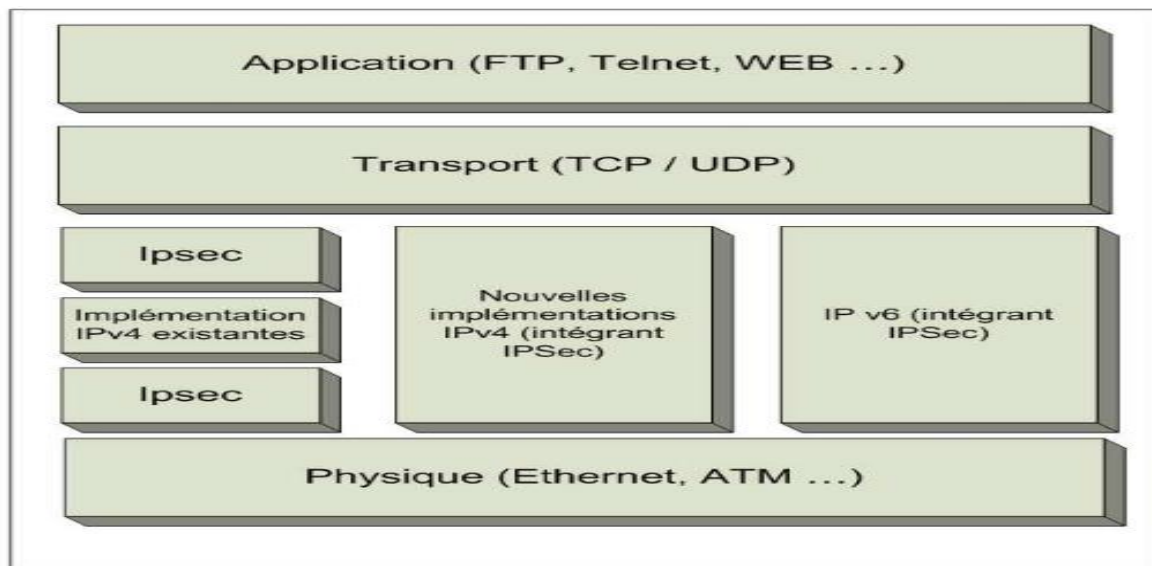 Application (FTP, Telnet, WEB ...)
Transport (TCP / UDP)
Ipsec
Implémentation
IPv4 existantes
Ipsec
Nouvelles
implémentations
IPv4 (intégrant
IPSec)
IP v6 (intégrant
IPSec)
Physique (Ethernet, ATM ...)